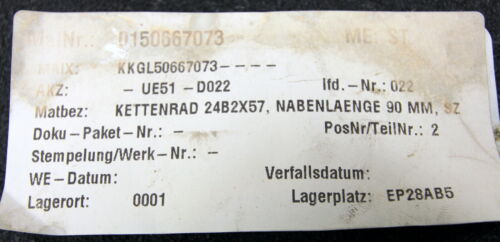 MatNr.: 0150667073 ME: ST
MAIX: KKGL50667073----
AKZ: - UE51 -D022 lfd.-Nr.: 022
Matbez: KETTENRAD 24B2X57, NABENLAENGE 90 MM, SZ
Doku-Paket-Nr.: - PosNr/TeilNr.: 2
Stempelung/Werk-Nr.: -
WE-Datum: Verfallsdatum:
Lagerort: 0001 Lagerplatz: EP28AB5